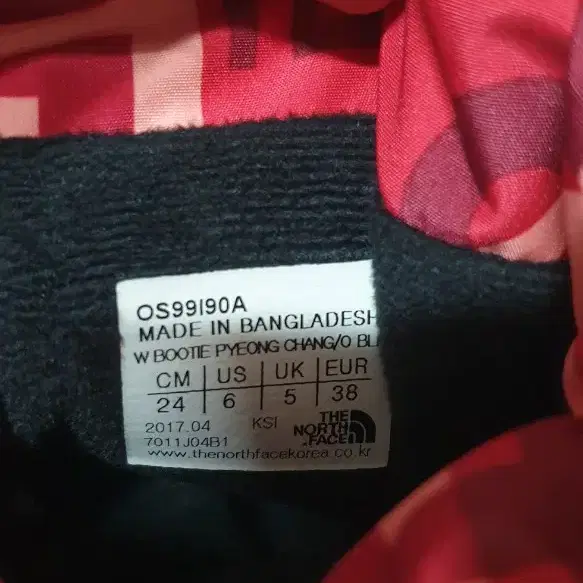 OS99I90A
MADE IN BANGLADESH
W BOOTIE PYEONG CHANG/O BL
CM US UK EUR
24 6 5 38
2017.04 KSI
7011J04B1
THE
NORTH
FACE
www.thenorthfacekorea.co.kr